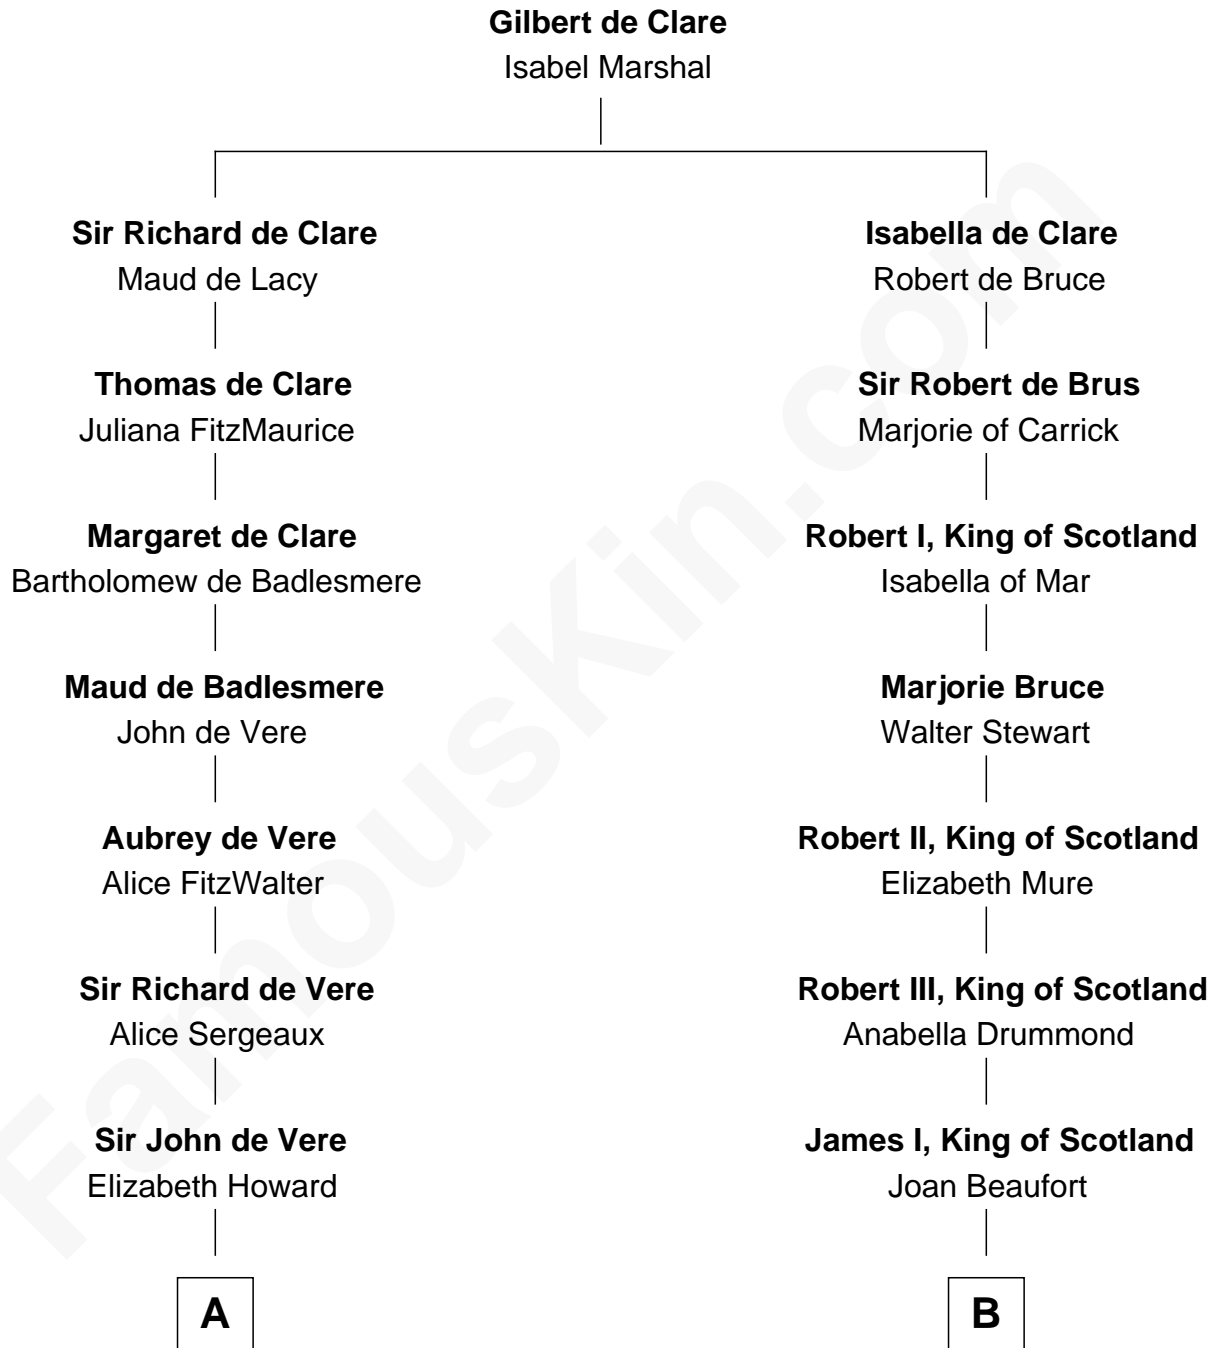 Gilbert de Clare
Isabel Marshal
Sir Richard de Clare
Maud de Lacy
Thomas de Clare
Juliana FitzMaurice
Margaret de Clare
Bartholomew de Badlesmere
Maud de Badlesmere
John de Vere
Aubrey de Vere
Alice FitzWalter
Sir Richard de Vere
Alice Sergeaux
Sir John de Vere
Elizabeth Howard
A
Isabella de Clare
Robert de Bruce
Sir Robert de Brus
Marjorie of Carrick
Robert I, King of Scotland
Isabella of Mar
Marjorie Bruce
Walter Stewart
Robert II, King of Scotland
Elizabeth Mure
Robert III, King of Scotland
Anabella Drummond
James I, King of Scotland
Joan Beaufort
B
FamousKin.com